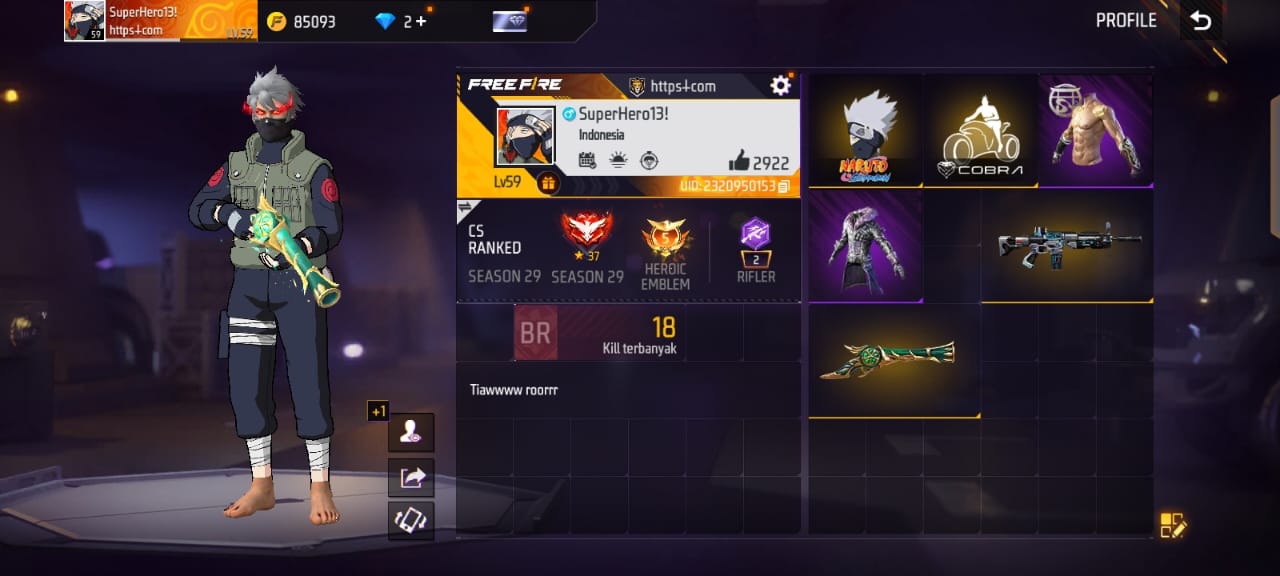 SuperHero13!
https⸸com
59
LV59
85093
2+
PROFILE
FREE FIRE
https⸸com
SuperHero13!
Indonesia
2922
Lv59
UID: 2320950153
CS
RANKED
SEASON 29
37
SEASON 29
5
HEROIC
EMBLEM
2
RIFLER
BR
18
Kill terbanyak
Tiawwww roorrr
+1
NARUTO
COBRA